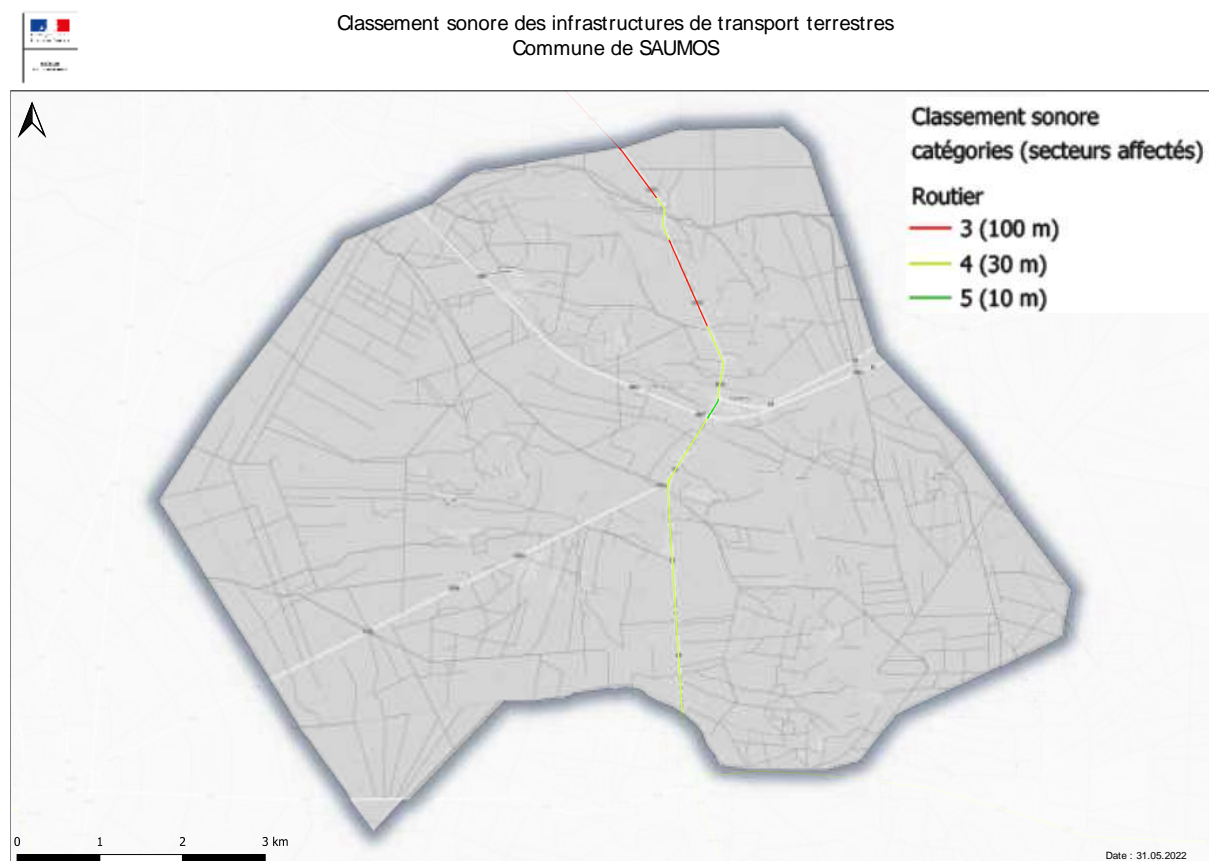 Classement sonore des infrastructures de transport terrestres
Commune de SAUMOS
Classement sonore
catégories (secteurs affectés)
Routier
3 (100 m)
4 (30 m)
5 (10 m)
0 1 2 3 km
Date : 31.05.2022